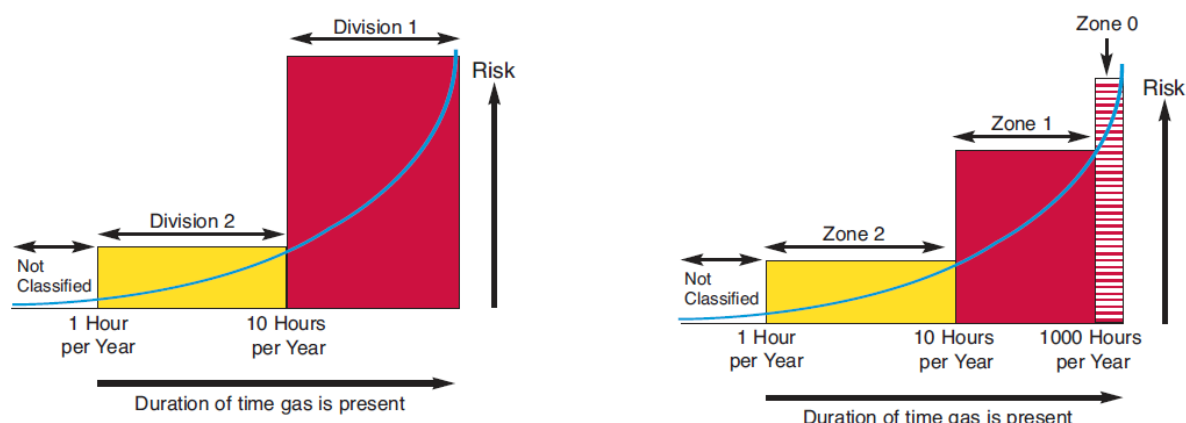 Division 1
Risk
Division 2
Not
Classified
1 Hour
per Year
10 Hours
per Year
Duration of time gas is present
Zone 0
Risk
Zone 1
Zone 2
Not
Classified
1 Hour
per Year
10 Hours
per Year
1000 Hours
per Year
Duration of time gas is present